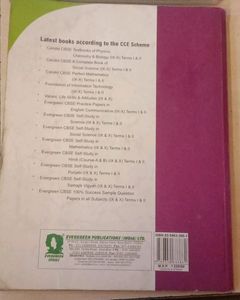 Latest books according to the CCE Scheme
Candid CBSE Textbooks of Physics,
Chemistry & Biology (IX-X) Terms I & II
Candid CBSE A Complete Book of
Social Science (IX-X) Terms I & II
Candid CBSE Perfect Mathematics
(IX-X) Terms I & II
Foundation of Information Technology
(IX-X) Terms I & II
Values, Life Skills & Attitudes (IX-X)
Evergreen CBSE Practice Papers in
English Communicative (IX-X) Terms I & II
Evergreen CBSE Self-Study in
Science (IX & X) Terms I & II
Evergreen CBSE Self-Study in
Social Science (IX & X) Terms I & II
Evergreen CBSE Self-Study in
Mathematics (IX & X) Terms I & II
Evergreen CBSE Self-Study in
Hindi (Course-A & B) (IX & X) Terms I & II
Evergreen CBSE Self-Study in
Punjabi (IX & X) Terms I & II
Evergreen CBSE Self-Study in
Samajik Vigyan (IX & X) Terms I & II
Evergreen CBSE 100% Success Sample Question
Papers in all Subjects (IX & X) Terms I & II
EVERGREEN PUBLICATIONS (INDIA) LTD.
EVERGREEN
M.R.P.